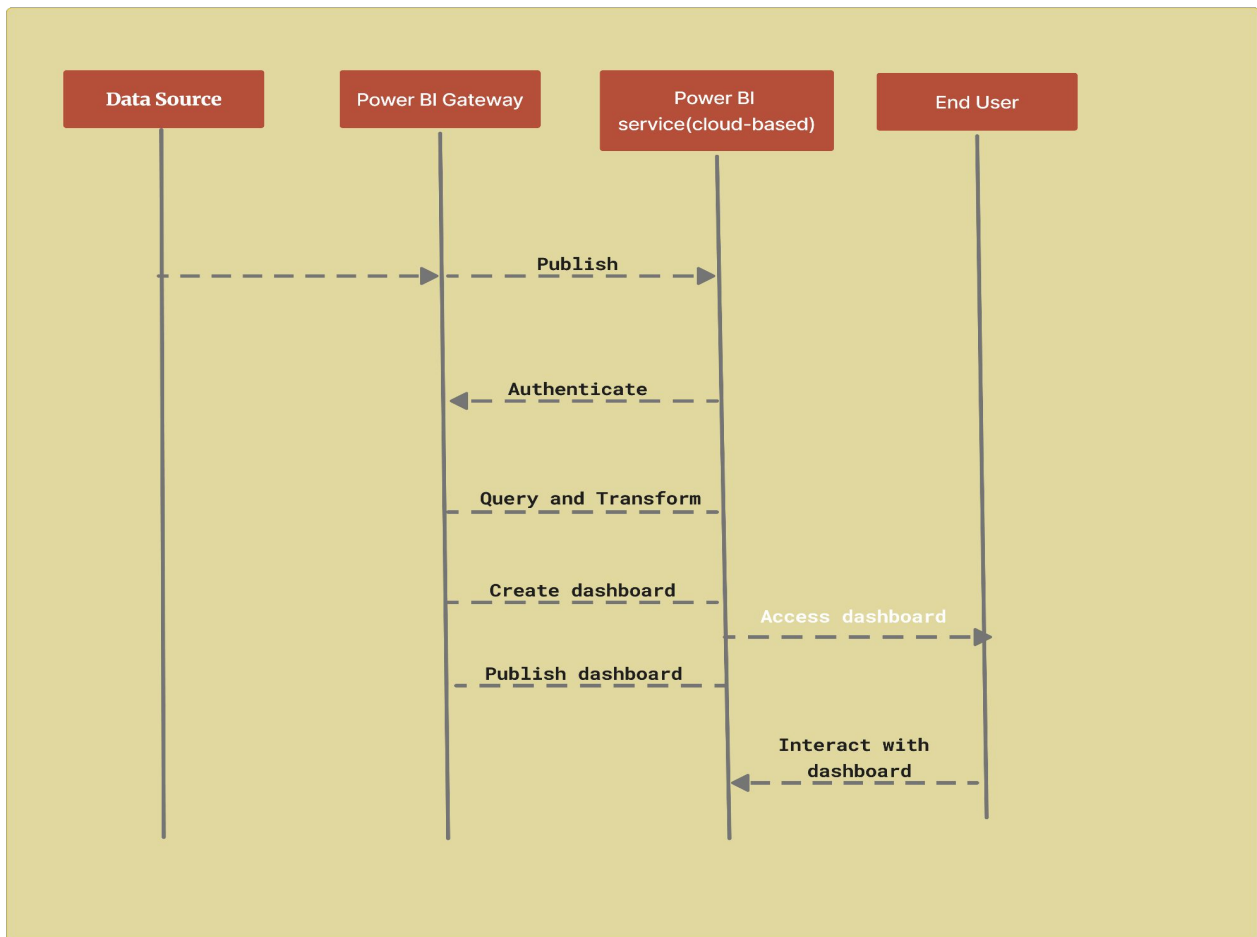 Data Source
Power BI Gateway
Power BI
service(cloud-based)
End User
Publish
Authenticate
Query and Transform
Create dashboard
Access dashboard
Publish dashboard
Interact with
dashboard